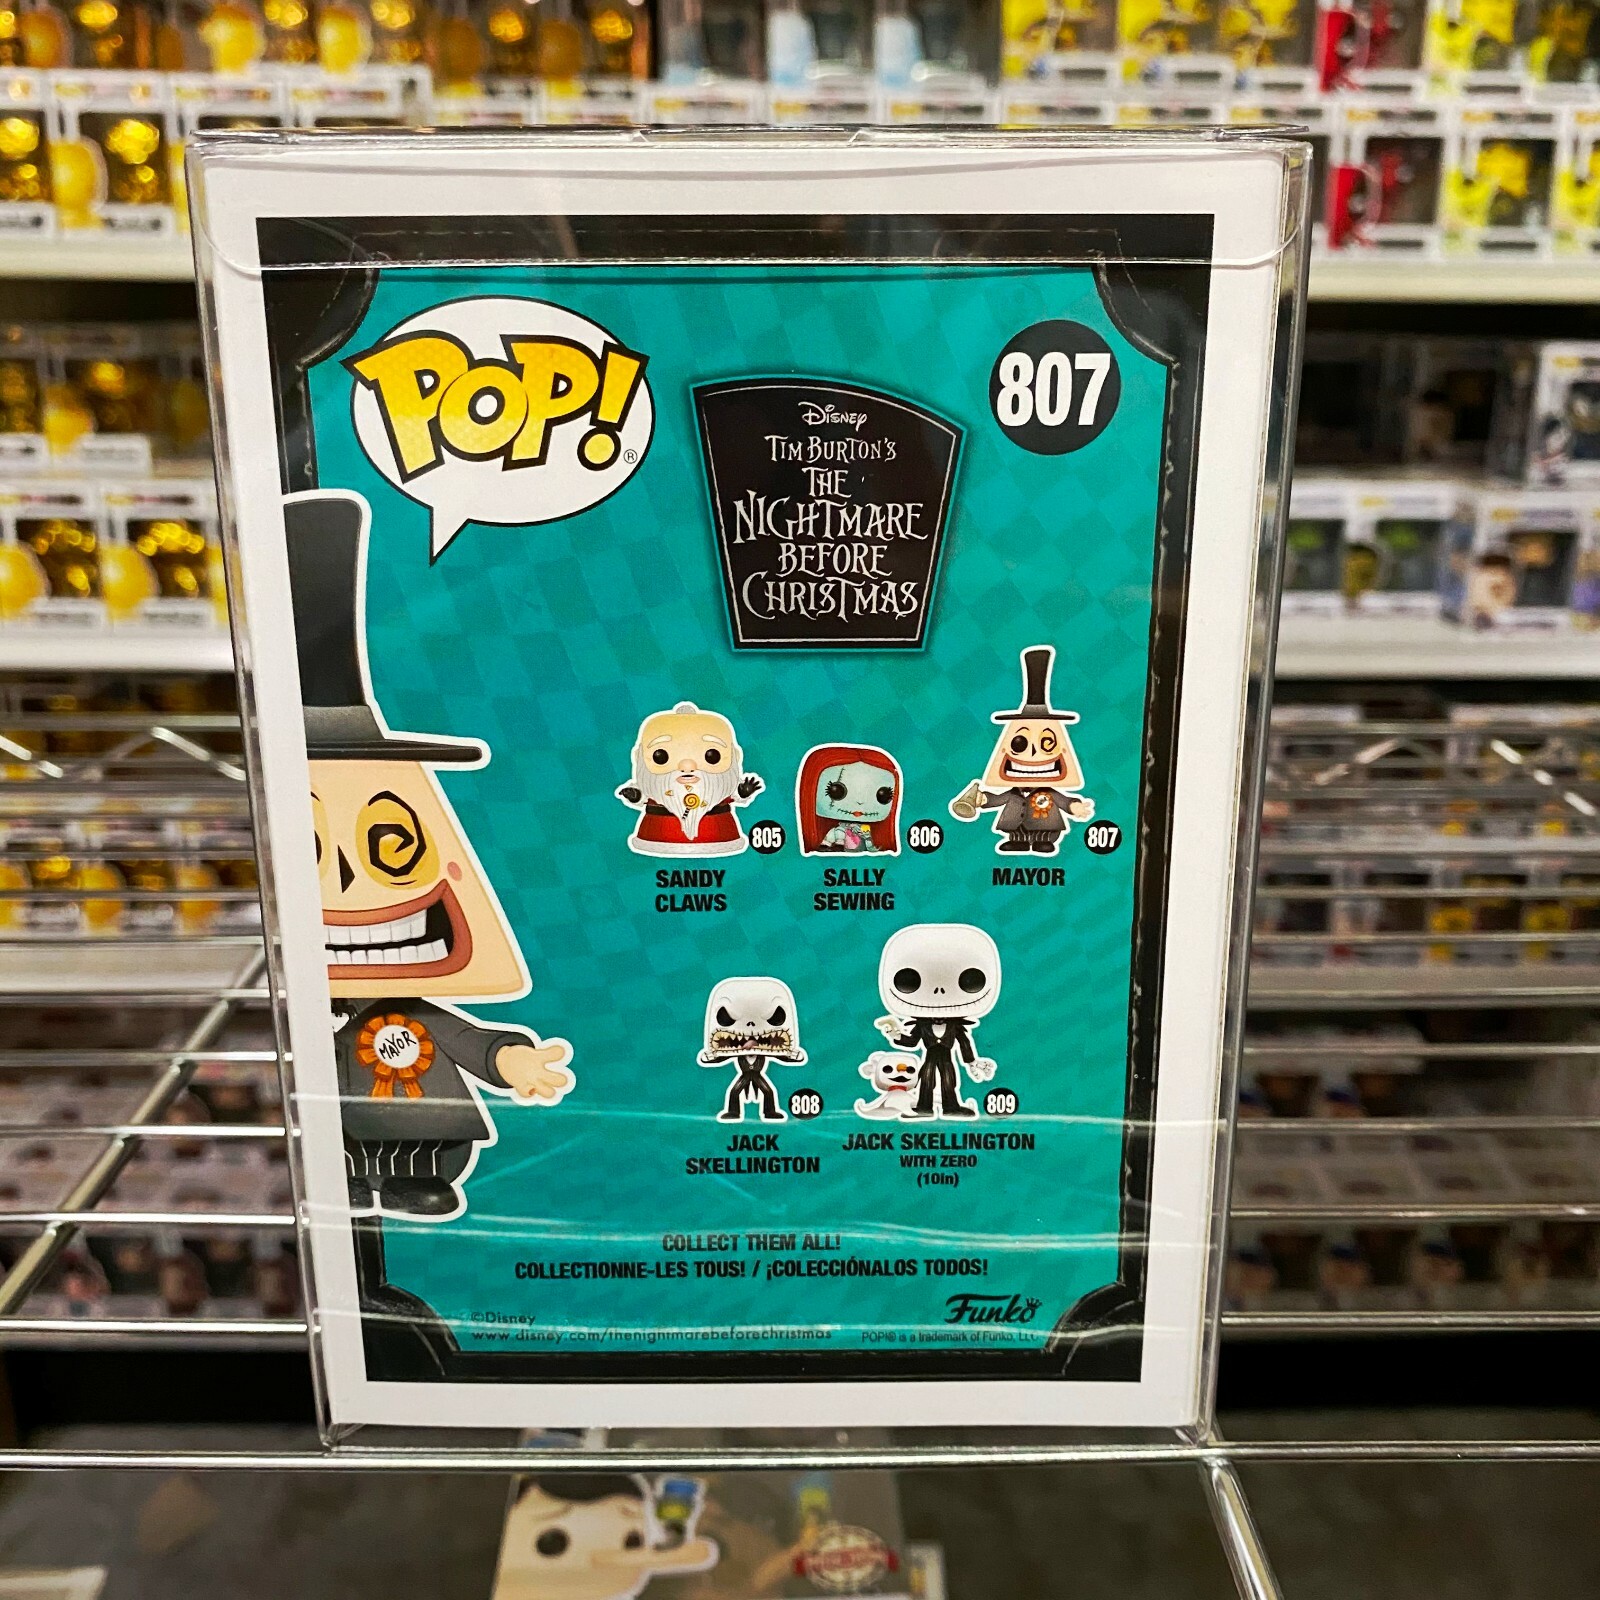 POP!
®
807
Disney
TIM BURTON'S
THE
NIGHTMARE
BEFORE
CHRISTMAS
805
806
807
SANDY
CLAWS
SALLY
SEWING
MAYOR
MAYOR
808
809
JACK
SKELLINGTON
JACK SKELLINGTON
WITH ZERO
(10in)
COLLECT THEM ALL!
COLLECTIONNE-LES TOUS! / ¡COLECCIÓNALOS TODOS!
©Disney
www.disney.com/thenightmarebeforechristmas
Funko
POP!® is a trademark of Funko, LLC